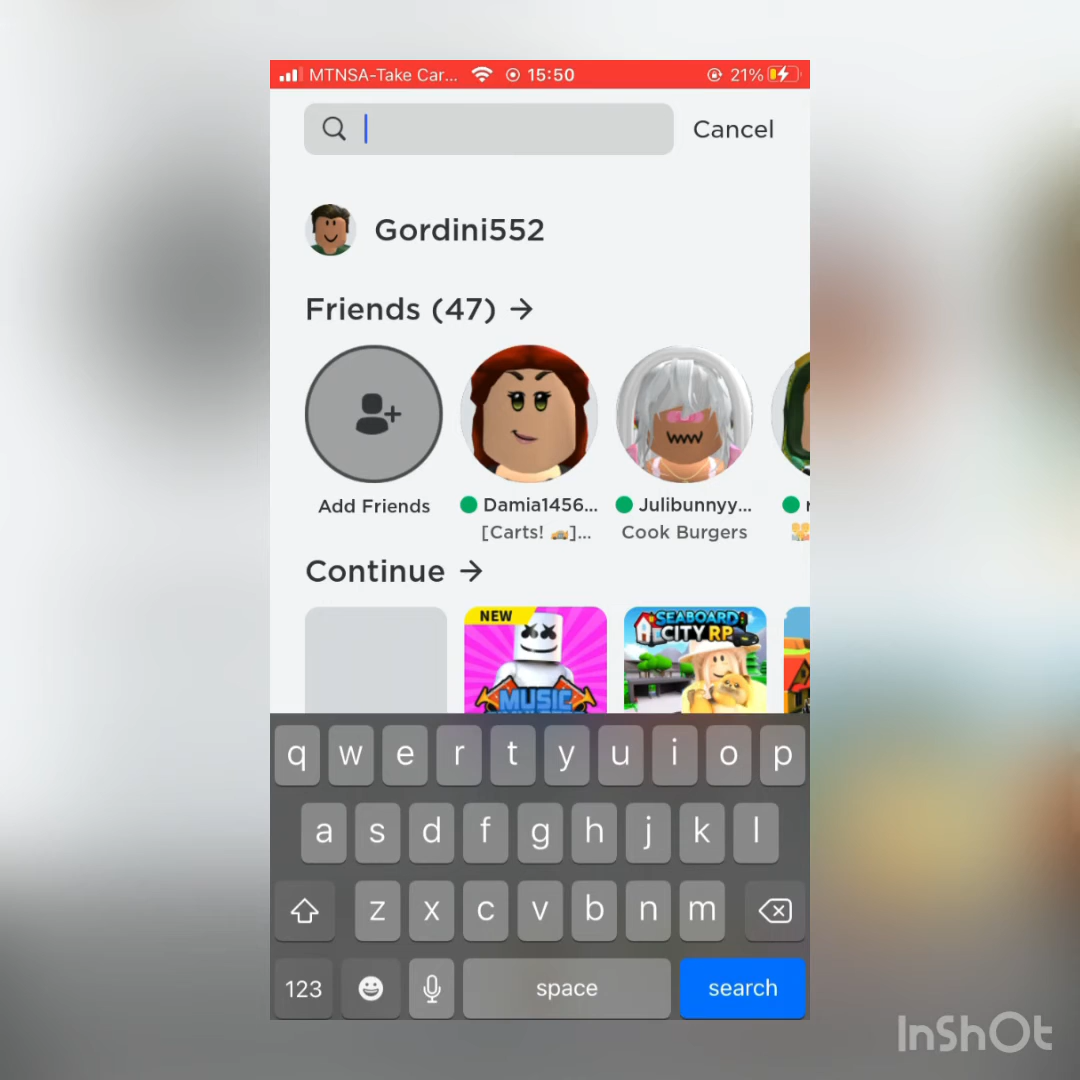 MTNSA-Take Car... 15:50 21%
Cancel
Gordini552
Friends (47) →
Add Friends
Damia1456...
[Carts! 🚗]...
Julibunnyy...
Cook Burgers
Continue →
NEW
MUSIC
SEABOARD
CITY RP
q w e r t y u i o p
a s d f g h j k l
z x c v b n m
123 space search
InShOt